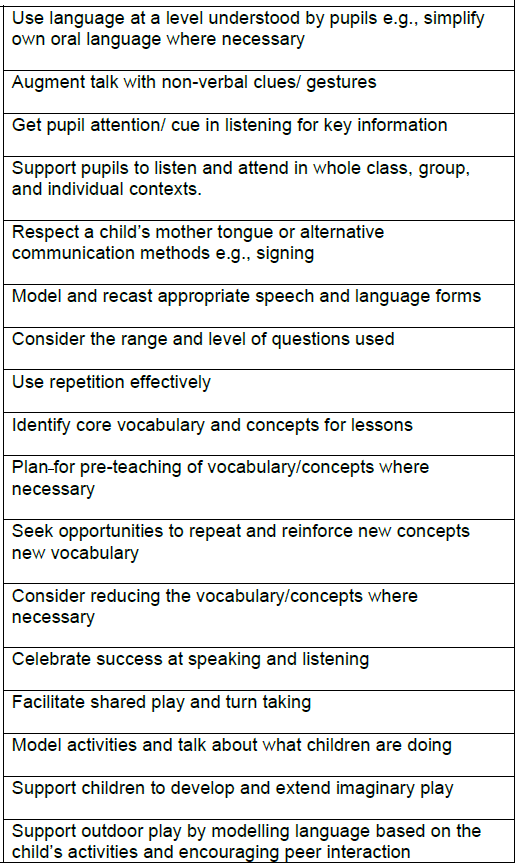 Use language at a level understood by pupils e.g., simplify
own oral language where necessary
Augment talk with non-verbal clues/ gestures
Get pupil attention/ cue in listening for key information
Support pupils to listen and attend in whole class, group,
and individual contexts.
Respect a child's mother tongue or alternative
communication methods e.g., signing
Model and recast appropriate speech and language forms
Consider the range and level of questions used
Use repetition effectively
Identify core vocabulary and concepts for lessons
Plan-for pre-teaching of vocabulary/concepts where
necessary
Seek opportunities to repeat and reinforce new concepts
new vocabulary
Consider reducing the vocabulary/concepts where
necessary
Celebrate success at speaking and listening
Facilitate shared play and turn taking
Model activities and talk about what children are doing
Support children to develop and extend imaginary play
Support outdoor play by modelling language based on the
child's activities and encouraging peer interaction